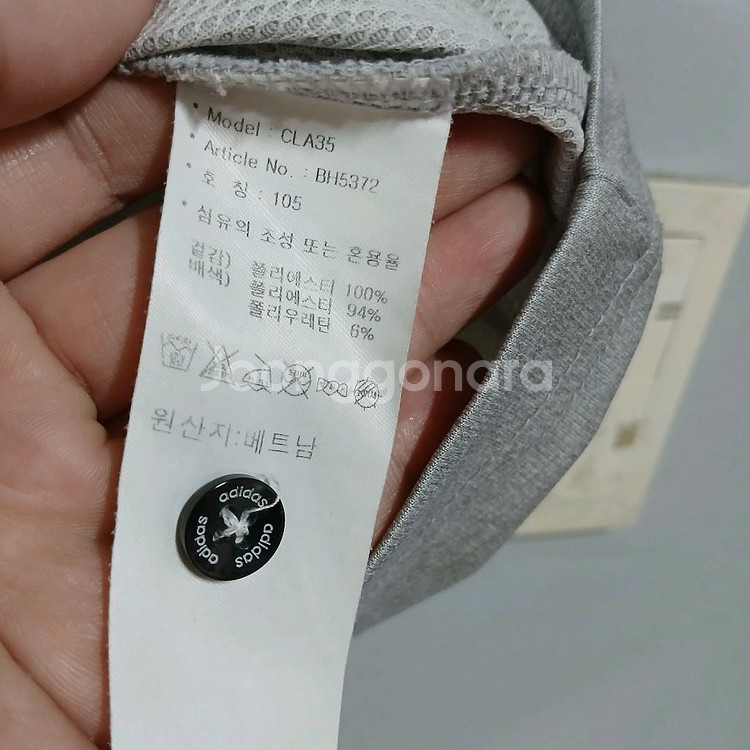 • Model : CLA35
• Article No. : BH5372
호 칭 : 105
• 섬유의 조성 또는 혼용율
겉감) 폴리에스터 100%
배색) 폴리에스터 94%
폴리우레탄 6%
Joonggonara
원산지:베트남
adidas
adidas
adidas